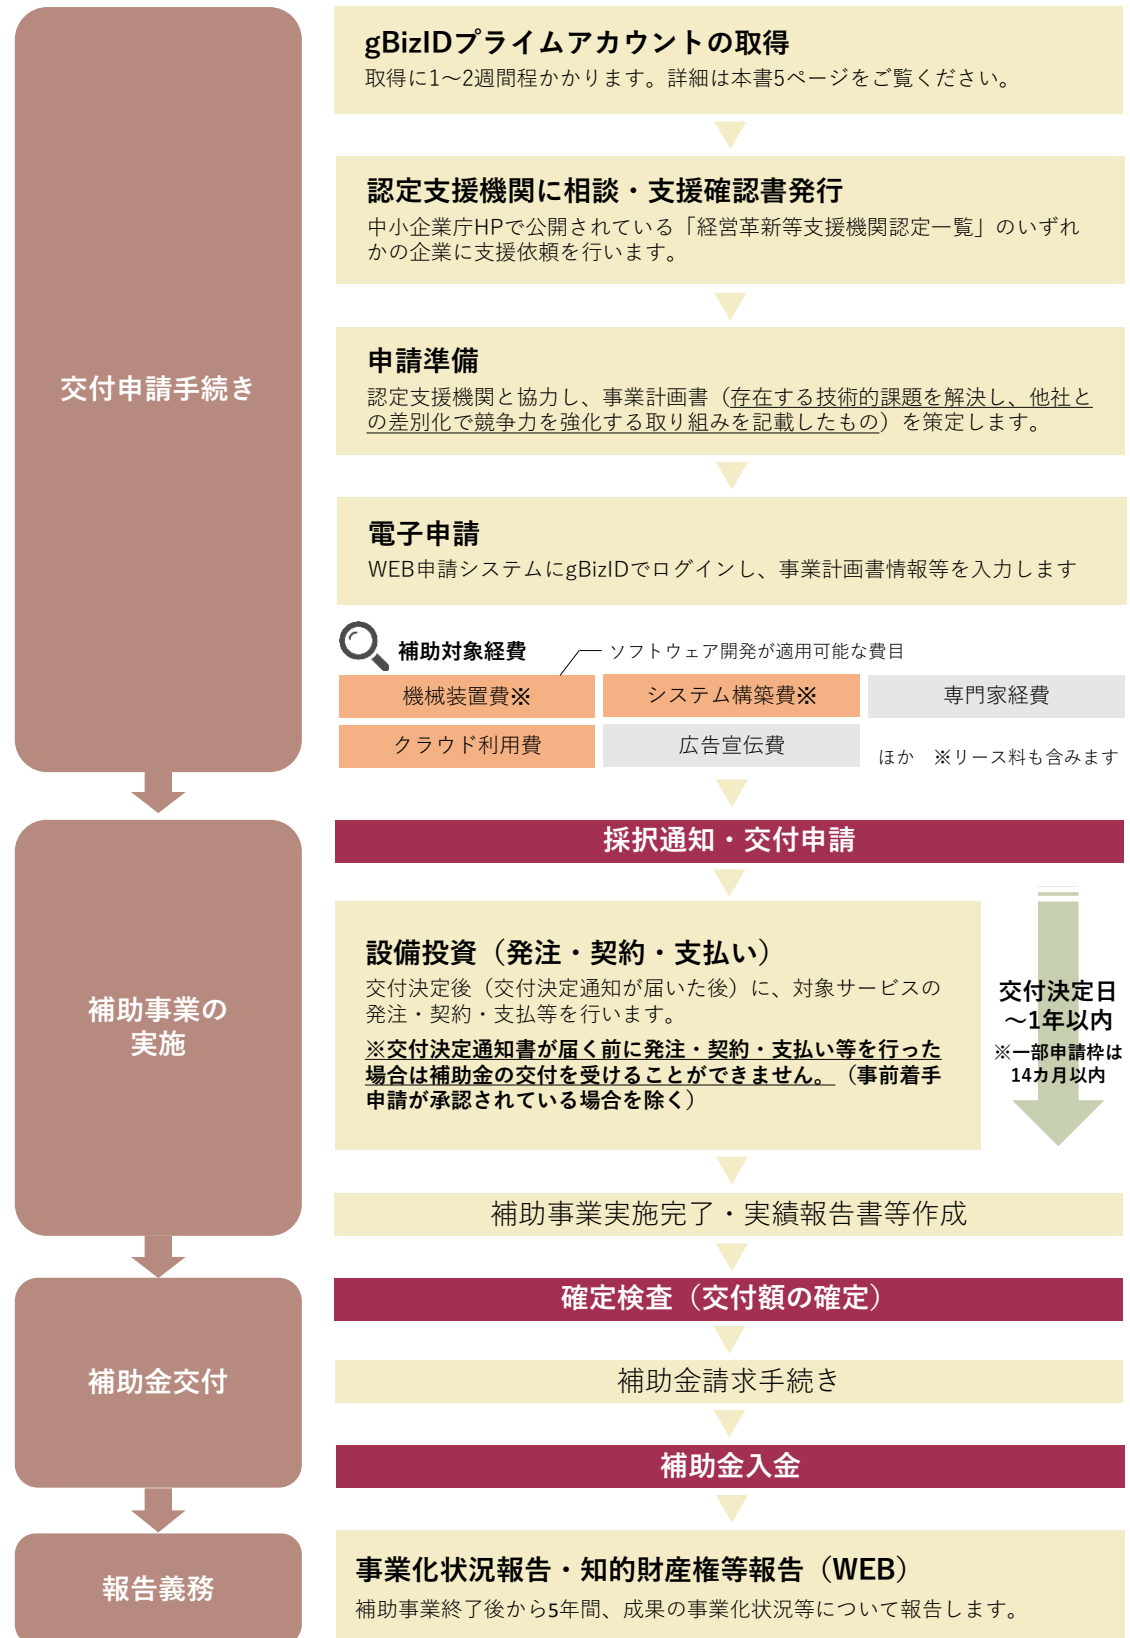 交付申請手続き
gBizIDプライムアカウントの取得
取得に1～2週間程かかります。詳細は本書5ページをご覧ください。
認定支援機関に相談・支援確認書発行
中小企業庁HPで公開されている「経営革新等支援機関認定一覧」のいずれ
かの企業に支援依頼を行います。
申請準備
認定支援機関と協力し、事業計画書（存在する技術的課題を解決し、他社と
の差別化で競争力を強化する取り組みを記載したもの）を策定します。
電子申請
WEB申請システムにgBizIDでログインし、事業計画書情報等を入力します
補助対象経費
ソフトウェア開発が適用可能な費目
機械装置費※
システム構築費※
専門家経費
クラウド利用費
広告宣伝費
ほか　※リース料も含みます
補助事業の
実施
採択通知・交付申請
設備投資（発注・契約・支払い）
交付決定後（交付決定通知が届いた後）に、対象サービスの
発注・契約・支払等を行います。
※交付決定通知書が届く前に発注・契約・支払い等を行った
場合は補助金の交付を受けることができません。（事前着手
申請が承認されている場合を除く）
交付決定日
～1年以内
※一部申請枠は
14カ月以内
補助事業実施完了・実績報告書等作成
補助金交付
確定検査（交付額の確定）
補助金請求手続き
補助金入金
報告義務
事業化状況報告・知的財産権等報告（WEB）
補助事業終了後から5年間、成果の事業化状況等について報告します。